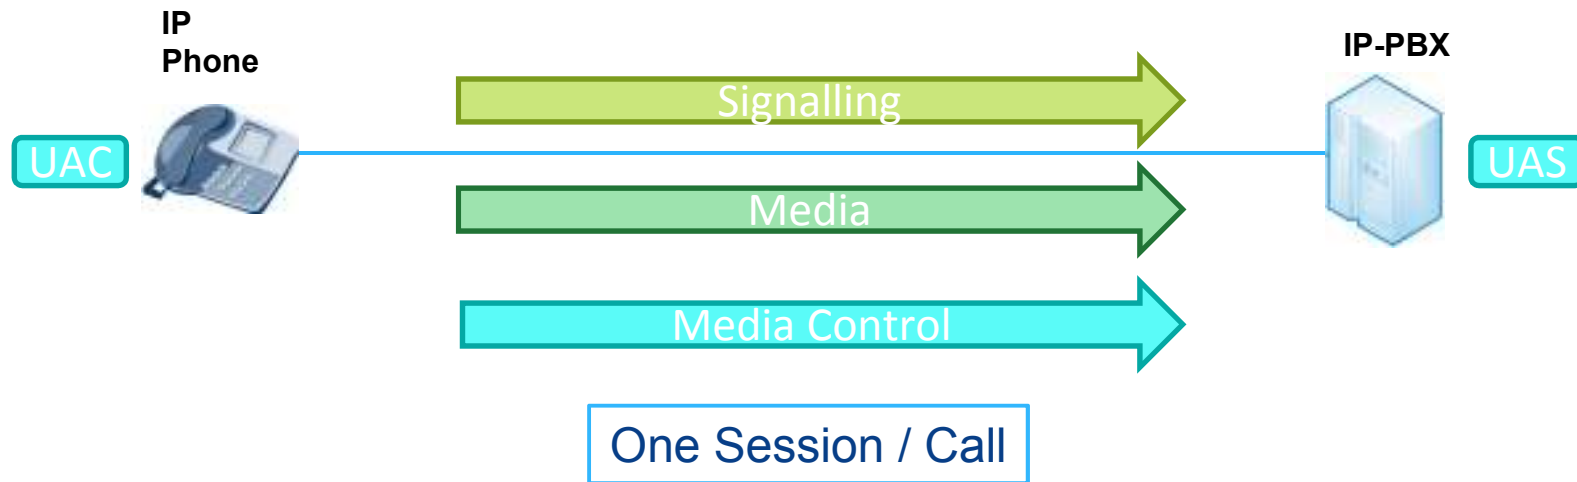 IP
Phone
IP-PBX
Signalling
UAC
UAS
Media
Media Control
One Session / Call